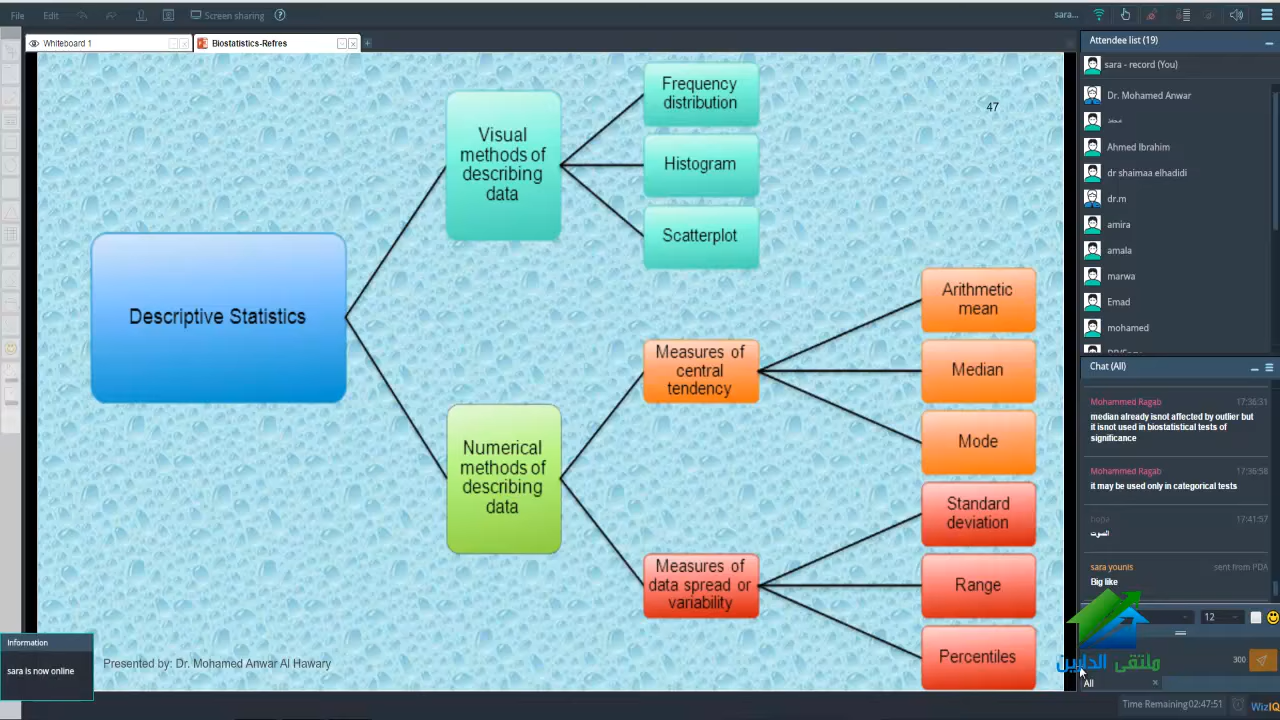 File Edit Screen sharing
sara...
Whiteboard 1
Biostatistics-Refres
47
Descriptive Statistics
Visual
methods of
describing
data
Frequency
distribution
Histogram
Scatterplot
Numerical
methods of
describing
data
Measures of
central
tendency
Arithmetic
mean
Median
Mode
Measures of
data spread or
variability
Standard
deviation
Range
Percentiles
Presented by: Dr. Mohamed Anwar Al Hawary
Information
sara is now online
Attendee list (19)
sara - record (You)
Dr. Mohamed Anwar
Ahmed Ibrahim
dr shaimaa elhadidi
dr.m
amira
amala
marwa
Emad
mohamed
Chat (All)
Mohammed Ragab 17:36:31
median already isnot affected by outlier but
it isnot used in biostatistical tests of
significance
Mohammed Ragab 17:36:58
it may be used only in categorical tests
17:41:57
الصوت
sara younis sent from PDA
Big like
12
ملتقى الدارين
300
All
Time Remaining 02:47:51
WizIQ